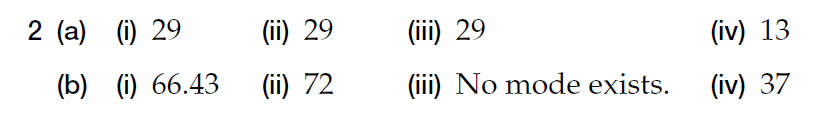 2 (a) (i) 29 (ii) 29 (iii) 29 (iv) 13
(b) (i) 66.43 (ii) 72 (iii) No mode exists. (iv) 37